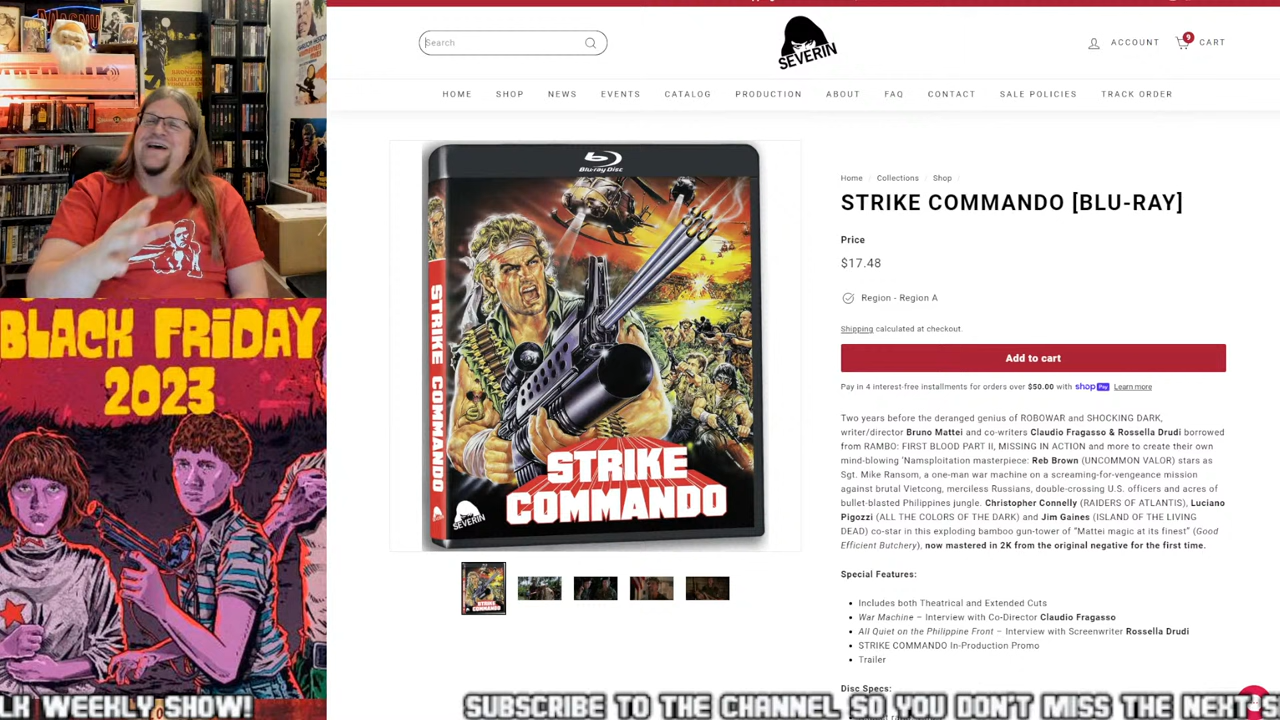 Search
SEVERIN
ACCOUNT
9
CART
HOME
SHOP
NEWS
EVENTS
CATALOG
PRODUCTION
ABOUT
FAQ
CONTACT
SALE POLICIES
TRACK ORDER
Blu-ray Disc
STRIKE COMMANDO
STRIKE
COMMANDO
SEVERIN
Home / Collections / Shop /
STRIKE COMMANDO [BLU-RAY]
Price
$17.48
Region - Region A
Shipping calculated at checkout.
Add to cart
Pay in 4 interest-free installments for orders over $50.00 with shop Pay Learn more
Two years before the deranged genius of ROBOWAR and SHOCKING DARK,
writer/director Bruno Mattei and co-writers Claudio Fragasso & Rossella Drudi borrowed
from RAMBO: FIRST BLOOD PART II, MISSING IN ACTION and more to create their own
mind-blowing 'Namsploitation masterpiece: Reb Brown (UNCOMMON VALOR) stars as
Sgt. Mike Ransom, a one-man war machine on a screaming-for-vengeance mission
against brutal Vietcong, merciless Russians, double-crossing U.S. officers and acres of
bullet-blasted Philippines jungle. Christopher Connelly (RAIDERS OF ATLANTIS), Luciano
Pigozzi (ALL THE COLORS OF THE DARK) and Jim Gaines (ISLAND OF THE LIVING
DEAD) co-star in this exploding bamboo gun-tower of "Mattei magic at its finest" (Good
Efficient Butchery), now mastered in 2K from the original negative for the first time.
Special Features:
Includes both Theatrical and Extended Cuts
War Machine – Interview with Co-Director Claudio Fragasso
All Quiet on the Philippine Front – Interview with Screenwriter Rossella Drudi
STRIKE COMMANDO In-Production Promo
Trailer
Disc Specs:
BLACK FRiDAY
2023
LK WEEKLY SHOW!
SUBSCRIBE TO THE CHANNEL SO YOU DON'T MISS THE NEXT S